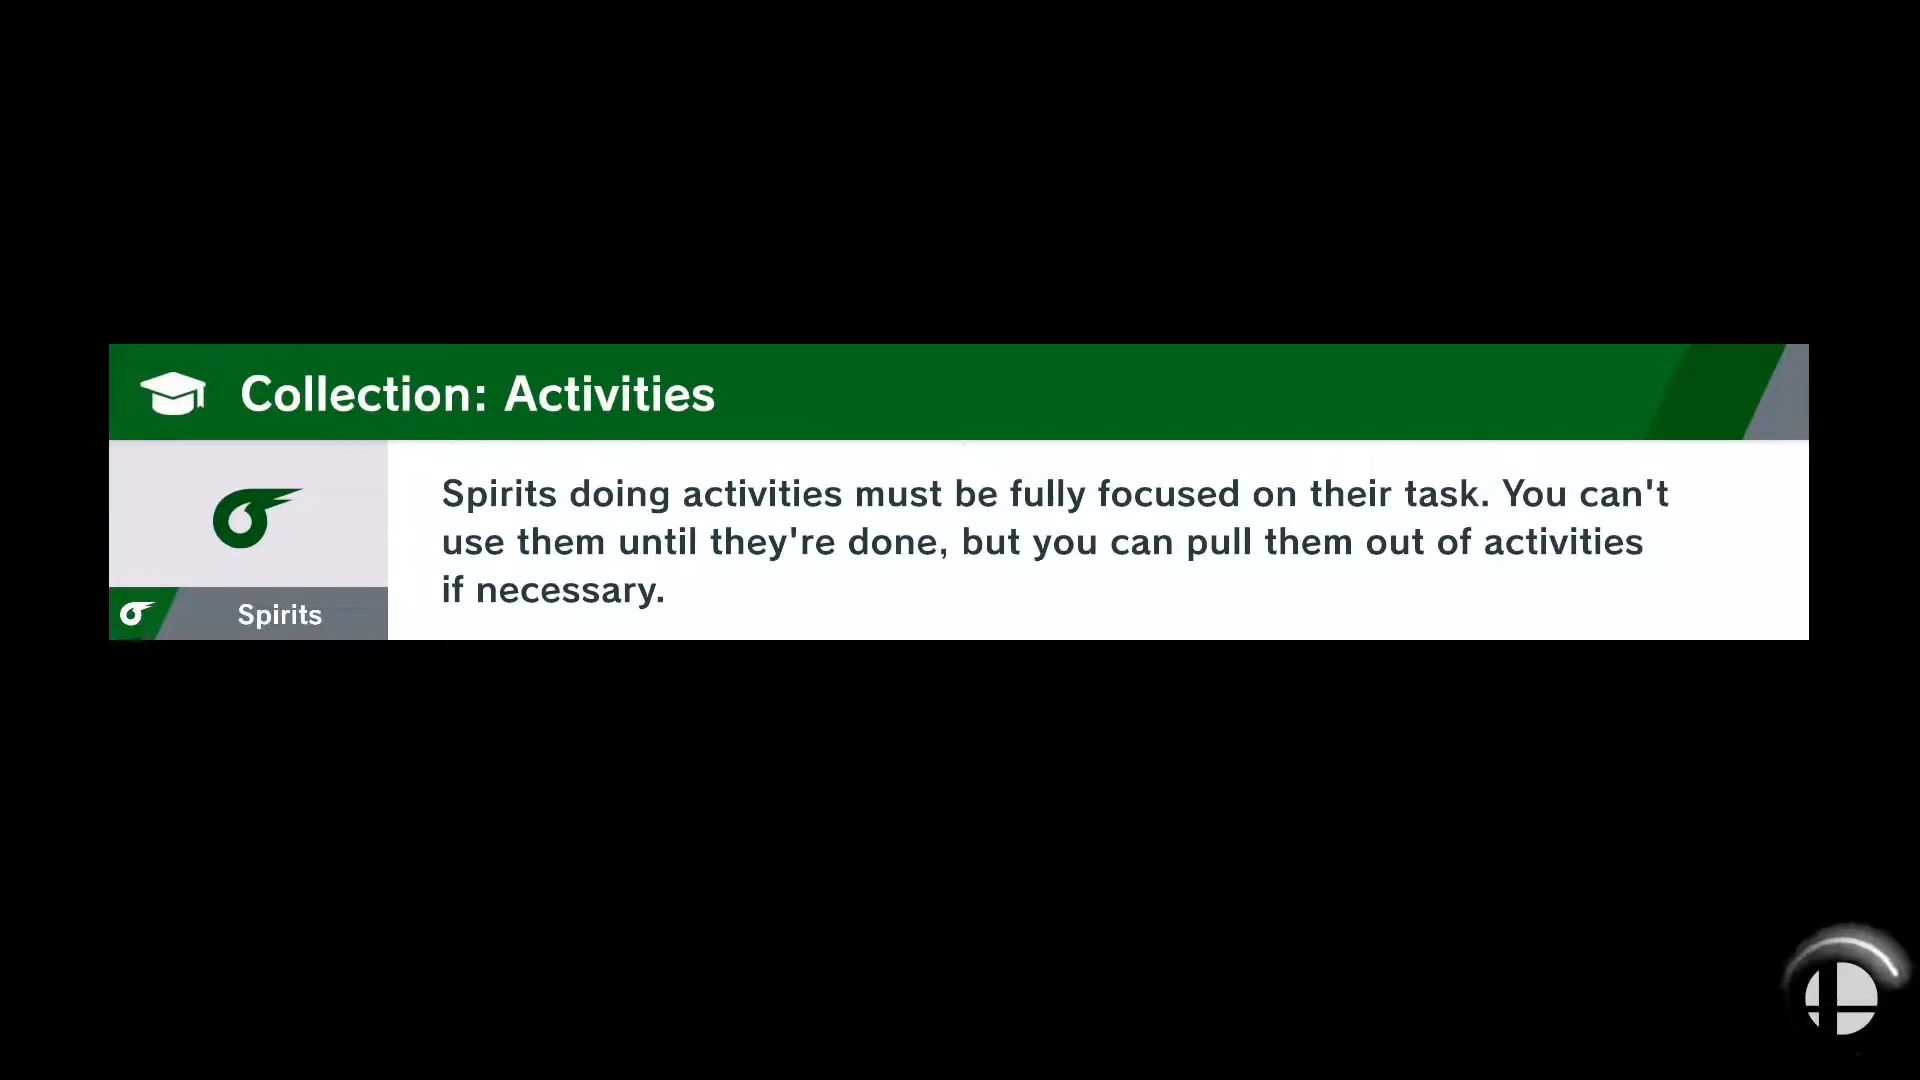 Collection: Activities
Spirits doing activities must be fully focused on their task. You can't
use them until they're done, but you can pull them out of activities
if necessary.
Spirits